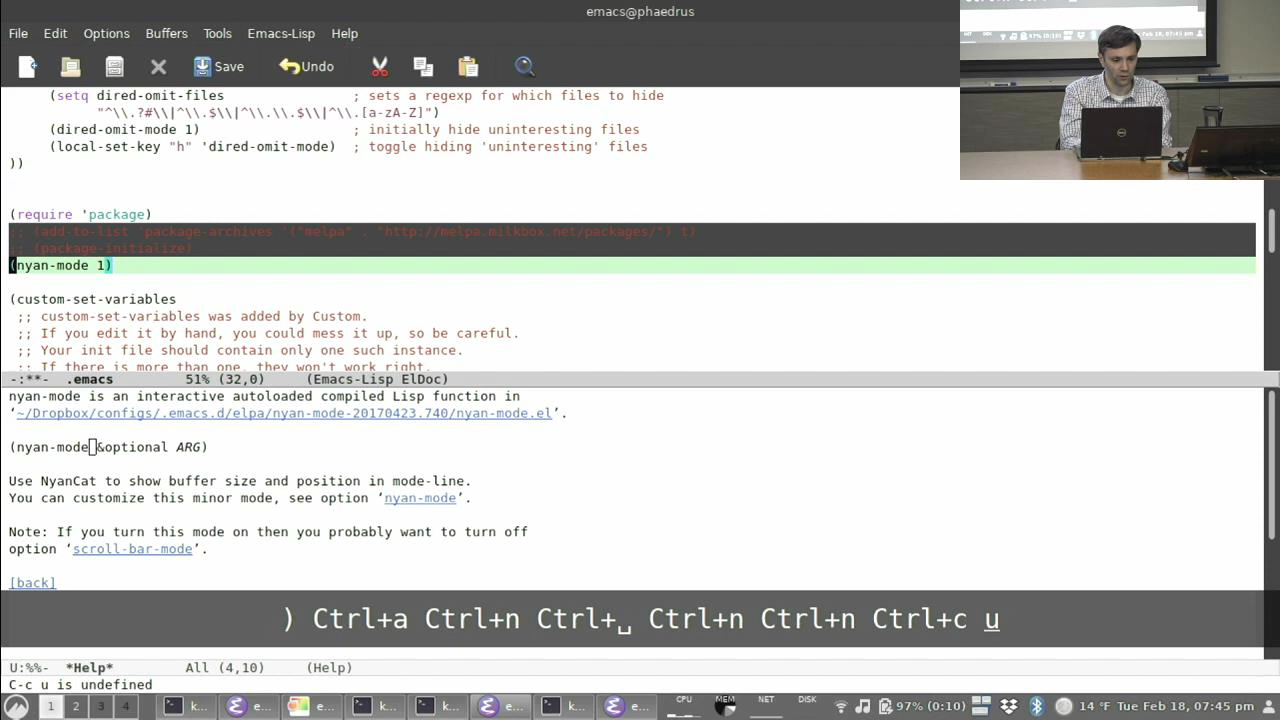 emacs@phaedrus
File Edit Options Buffers Tools Emacs-Lisp Help
Save Undo
(setq dired-omit-files ; sets a regexp for which files to hide
"^\\.?#\\|^\\.$\\|^\\.\\.$\\|^\\.[a-zA-Z]")
(dired-omit-mode 1) ; initially hide uninteresting files
(local-set-key "h" 'dired-omit-mode) ; toggle hiding 'uninteresting' files
))
(require 'package)
;; (add-to-list 'package-archives '("melpa" . "http://melpa.milkbox.net/packages/") t)
;; (package-initialize)
(nyan-mode 1)
(custom-set-variables
;; custom-set-variables was added by Custom.
;; If you edit it by hand, you could mess it up, so be careful.
;; Your init file should contain only one such instance.
;; If there is more than one, they won't work right.
-:**- .emacs 51% (32,0) (Emacs-Lisp ElDoc)
nyan-mode is an interactive autoloaded compiled Lisp function in
‘~/Dropbox/configs/.emacs.d/elpa/nyan-mode-20170423.740/nyan-mode.el’.
(nyan-mode &optional ARG)
Use NyanCat to show buffer size and position in mode-line.
You can customize this minor mode, see option ‘nyan-mode’.
Note: If you turn this mode on then you probably want to turn off
option ‘scroll-bar-mode’.
[back]
) Ctrl+a Ctrl+n Ctrl+␣ Ctrl+n Ctrl+n Ctrl+c u
U:%%- *Help* All (4,10) (Help)
C-c u is undefined
1 2 3 4 k... e... k... k... e... k... e... CPU MEM NET DISK 97% (0:10) 14 °F Tue Feb 18, 07:45 pm